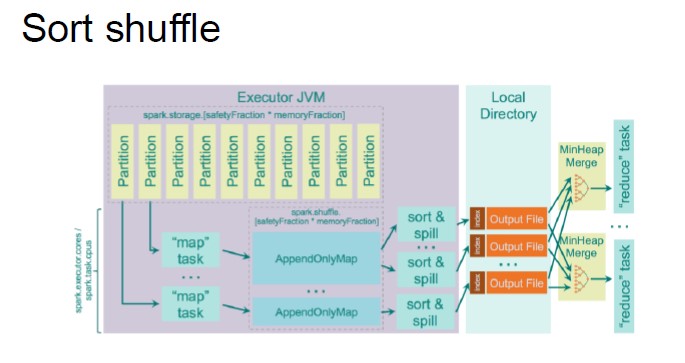 Sort shuffle
Executor JVM
spark.storage.[safetyFraction * memoryFraction]
Partition
Partition
Partition
Partition
Partition
Partition
Partition
Partition
Partition
Partition
spark.executor.cores /
spark.task.cpus
"map"
task
...
"map"
task
spark.shuffle.
[safetyFraction * memoryFraction]
AppendOnlyMap
...
AppendOnlyMap
sort &
spill
...
sort &
spill
sort &
spill
Local
Directory
index
Output File
index
Output File
...
index
Output File
MinHeap
Merge
"reduce" task
...
MinHeap
Merge
"reduce" task